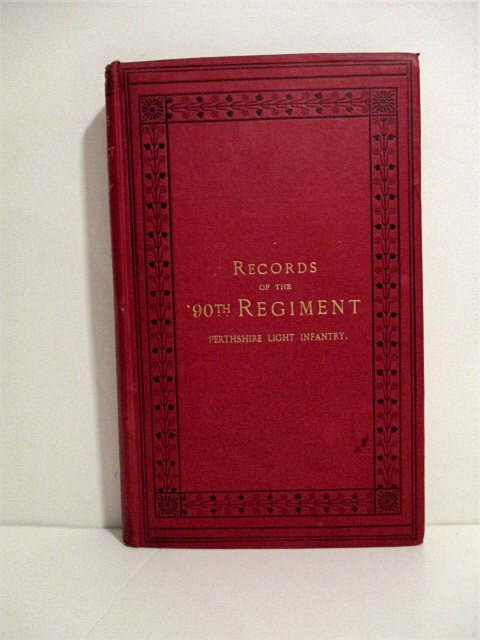 RECORDS
OF THE
90TH REGIMENT
PERTHSHIRE LIGHT INFANTRY.